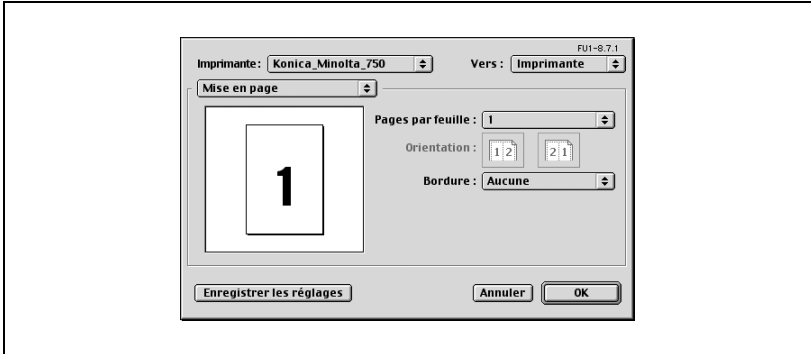 FU1-8.7.1
Imprimante: Konica_Minolta_750 Vers : Imprimante
Mise en page
Pages par feuille : 1
Orientation : 1 2 2 1
1
Bordure : Aucune
Enregistrer les réglages Annuler OK